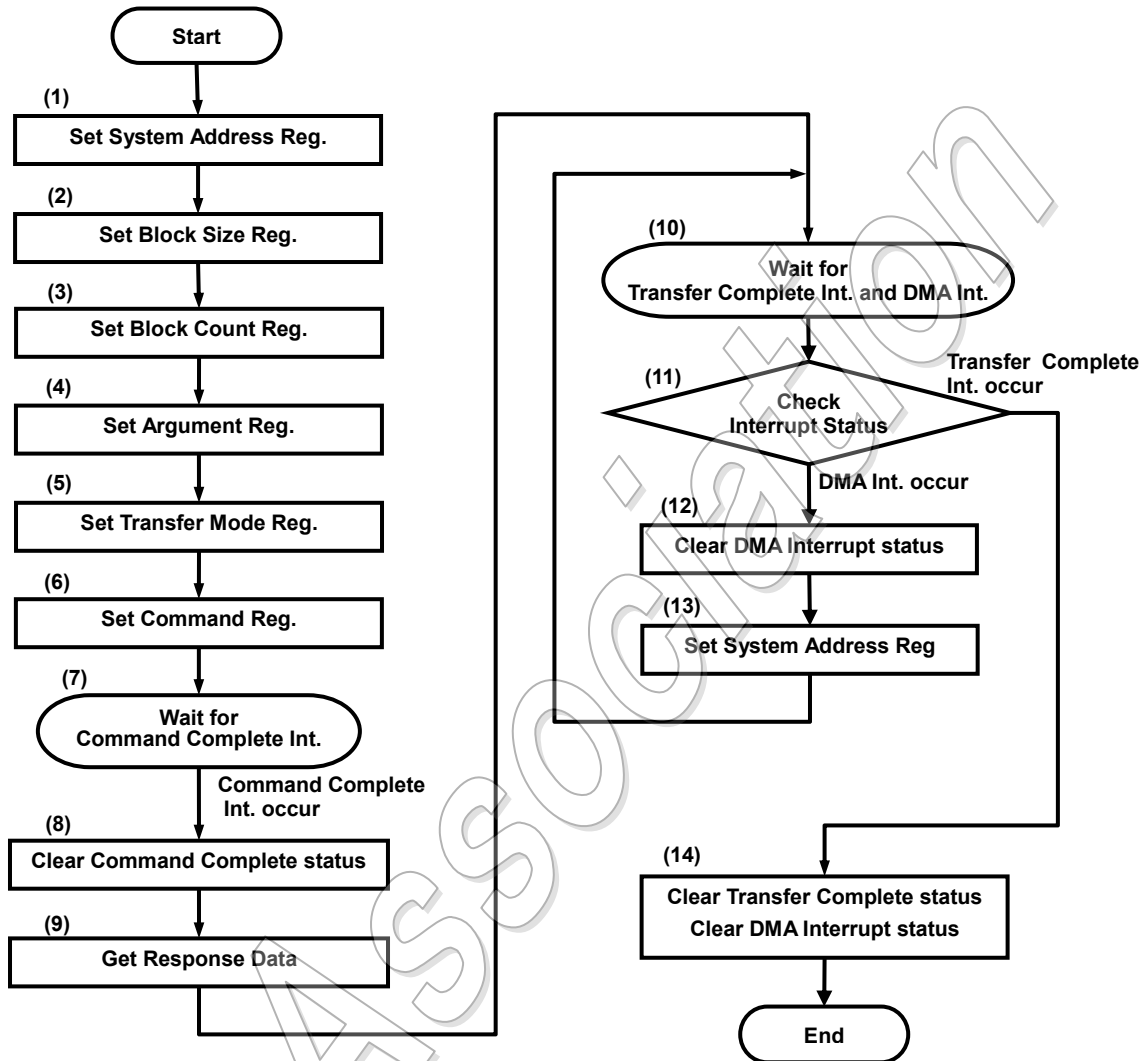 Start
(1)
Set System Address Reg.
(2)
Set Block Size Reg.
(3)
Set Block Count Reg.
(4)
Set Argument Reg.
(5)
Set Transfer Mode Reg.
(6)
Set Command Reg.
(7)
Wait for
Command Complete Int.
Command Complete
Int. occur
(8)
Clear Command Complete status
(9)
Get Response Data
(10)
Wait for
Transfer Complete Int. and DMA Int.
(11)
Check
Interrupt Status
Transfer Complete
Int. occur
DMA Int. occur
(12)
Clear DMA Interrupt status
(13)
Set System Address Reg
(14)
Clear Transfer Complete status
Clear DMA Interrupt status
End
Association